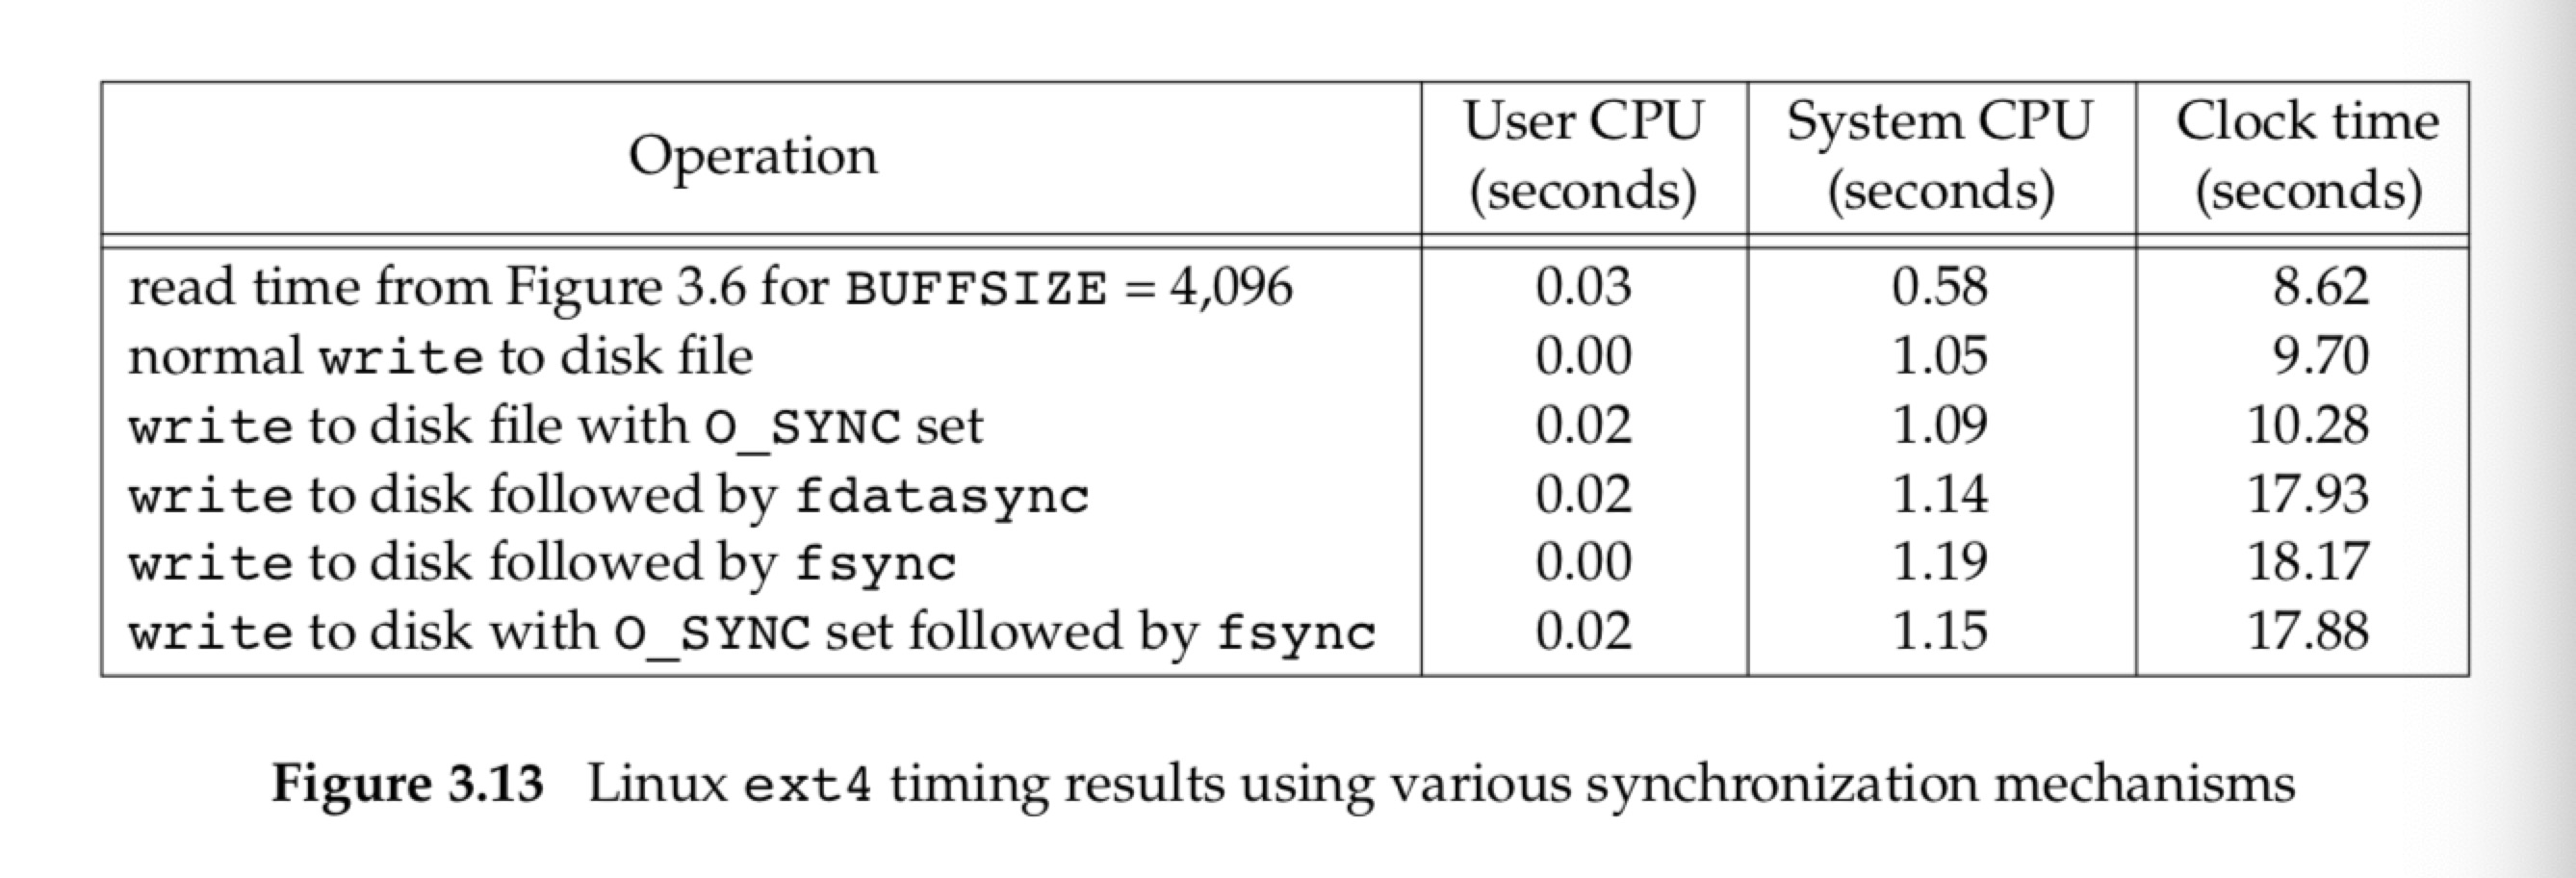 Operation User CPU System CPU Clock time
(seconds) (seconds) (seconds)
read time from Figure 3.6 for BUFFSIZE = 4,096 0.03 0.58 8.62
normal write to disk file 0.00 1.05 9.70
write to disk file with O_SYNC set 0.02 1.09 10.28
write to disk followed by fdatasync 0.02 1.14 17.93
write to disk followed by fsync 0.00 1.19 18.17
write to disk with O_SYNC set followed by fsync 0.02 1.15 17.88
Figure 3.13 Linux ext4 timing results using various synchronization mechanisms